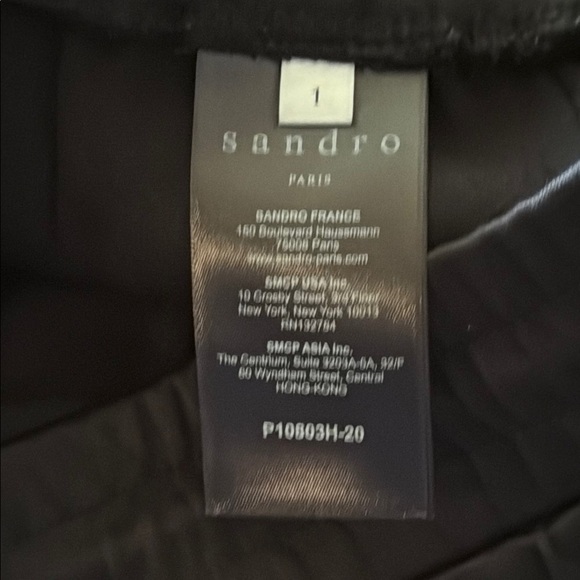 1
sandro
PARIS
SANDRO FRANCE
150 Boulevard Haussmann
75008 Paris
www.sandro-paris.com
SMCP USA Inc.
10 Crosby Street, 3rd Floor
New York, New York 10013
RN132784
SMCP ASIA Inc.
The Centrium, Suite 3203A-6A, 32/F
60 Wyndham Street, Central
HONG-KONG
P10803H-20